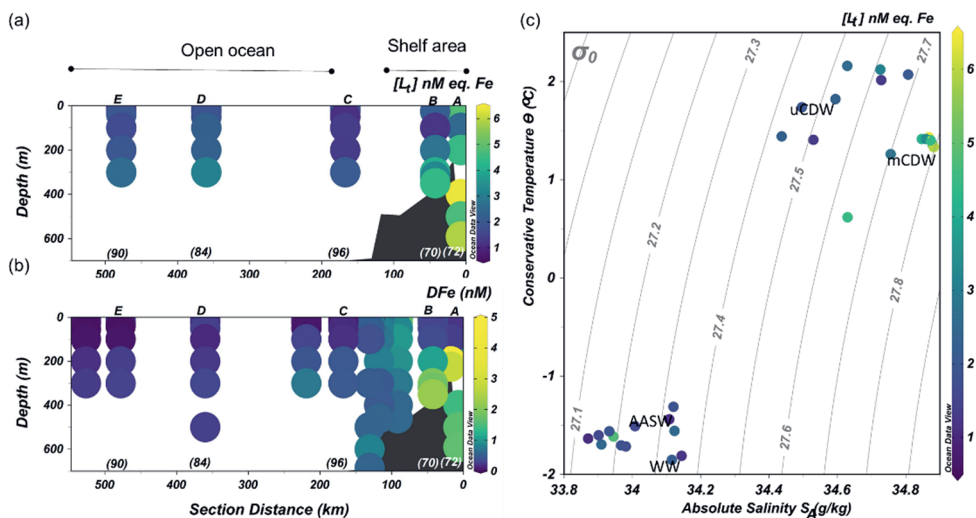 (a)
Open ocean
Shelf area
[Lt] nM eq. Fe
E D C B A
0
200
400
600
Depth (m)
(90) (84) (96) (70) (72)
500 400 300 200 100 0
6
5
4
3
2
1
Ocean Data View
(b)
DFe (nM)
E D C B A
0
200
400
600
Depth (m)
(90) (84) (96) (70) (72)
500 400 300 200 100 0
Section Distance (km)
5
4
3
2
1
0
Ocean Data View
(c)
[Lt] nM eq. Fe
σ0
27.1
27.2
27.3
27.4
27.5
27.6
27.7
27.8
uCDW
mCDW
AASW
WW
2
1
0
-1
-2
Conservative Temperature Θ (ºC)
33.8 34 34.2 34.4 34.6 34.8
Absolute Salinity SA(g/kg)
6
5
4
3
2
1
Ocean Data View